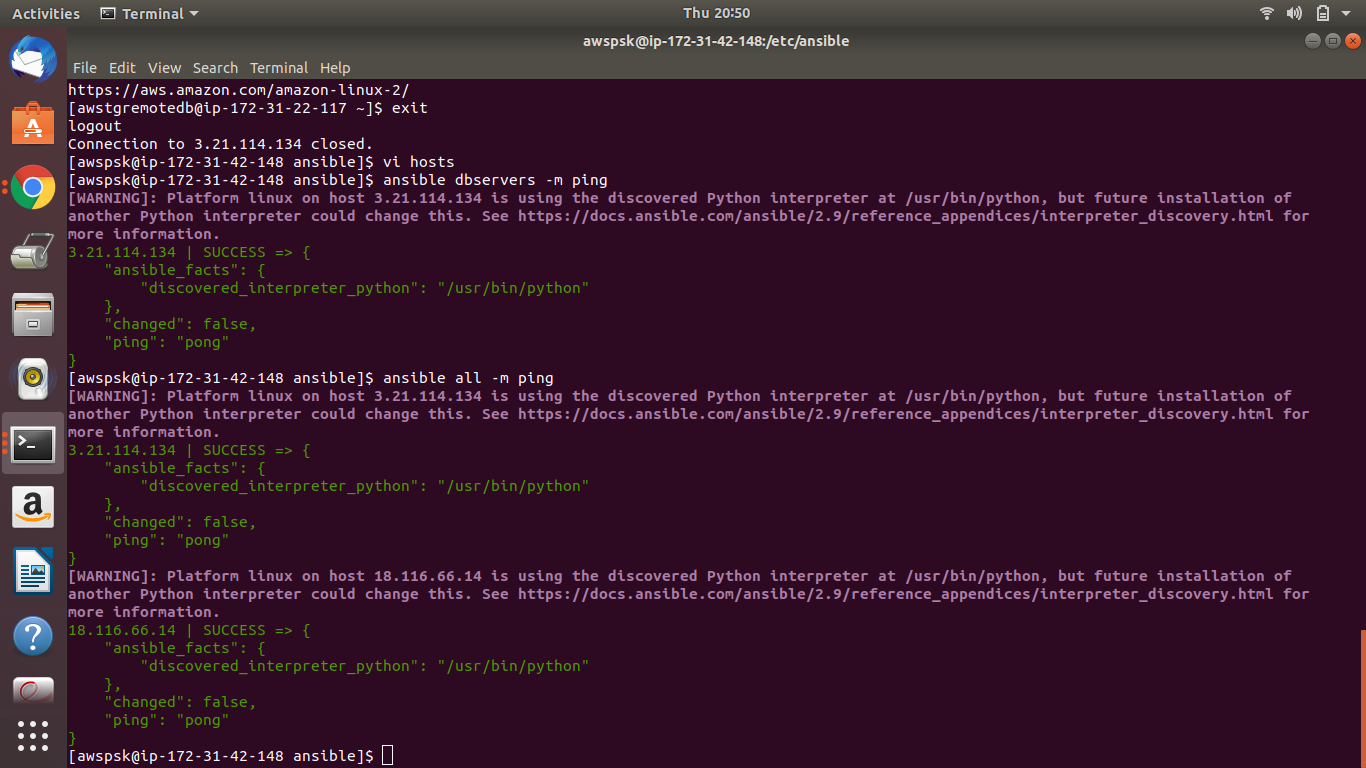 Activities Terminal Thu 20:50
awspsk@ip-172-31-42-148:/etc/ansible
File Edit View Search Terminal Help
https://aws.amazon.com/amazon-linux-2/
[awstgremotedb@ip-172-31-22-117 ~]$ exit
logout
Connection to 3.21.114.134 closed.
[awspsk@ip-172-31-42-148 ansible]$ vi hosts
[awspsk@ip-172-31-42-148 ansible]$ ansible dbservers -m ping
[WARNING]: Platform linux on host 3.21.114.134 is using the discovered Python interpreter at /usr/bin/python, but future installation of
another Python interpreter could change this. See https://docs.ansible.com/ansible/2.9/reference_appendices/interpreter_discovery.html for
more information.
3.21.114.134 | SUCCESS => {
    "ansible_facts": {
        "discovered_interpreter_python": "/usr/bin/python"
    },
    "changed": false,
    "ping": "pong"
}
[awspsk@ip-172-31-42-148 ansible]$ ansible all -m ping
[WARNING]: Platform linux on host 3.21.114.134 is using the discovered Python interpreter at /usr/bin/python, but future installation of
another Python interpreter could change this. See https://docs.ansible.com/ansible/2.9/reference_appendices/interpreter_discovery.html for
more information.
3.21.114.134 | SUCCESS => {
    "ansible_facts": {
        "discovered_interpreter_python": "/usr/bin/python"
    },
    "changed": false,
    "ping": "pong"
}
[WARNING]: Platform linux on host 18.116.66.14 is using the discovered Python interpreter at /usr/bin/python, but future installation of
another Python interpreter could change this. See https://docs.ansible.com/ansible/2.9/reference_appendices/interpreter_discovery.html for
more information.
18.116.66.14 | SUCCESS => {
    "ansible_facts": {
        "discovered_interpreter_python": "/usr/bin/python"
    },
    "changed": false,
    "ping": "pong"
}
[awspsk@ip-172-31-42-148 ansible]$